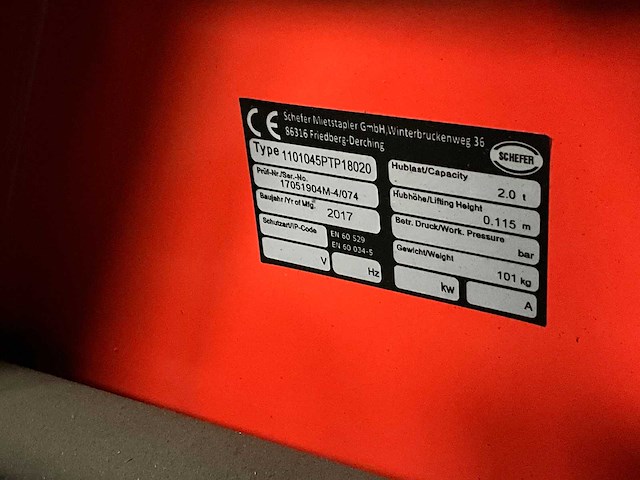 CE Schefer Mietstapler GmbH,Winterbruckenweg 36
86316 Friedberg-Derching
SCHEFER
Type 1101045PTP18020
Prüf-Nr./Ser.-No.
17051904M-4/074
Baujahr/Yr of Mfg. 2017
Schutzart/IP-Code
EN 60 529
EN 60 034-5
V
Hz
Hublast/Capacity
2.0 t
Hubhöhe/Lifting Height
0.115 m
Betr. Druck/Work. Pressure
bar
Gewicht/Weight
101 kg
kw
A